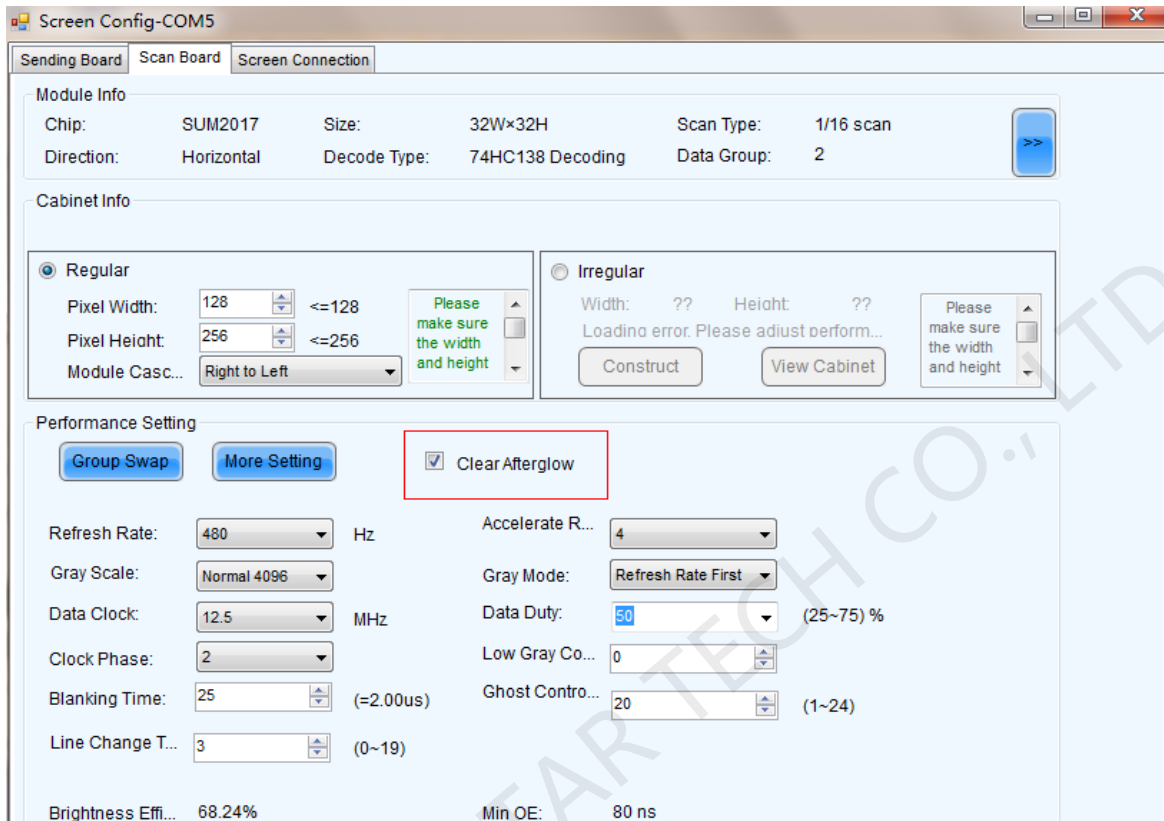 Screen Config-COM5
Sending Board Scan Board Screen Connection
Module Info
Chip: SUM2017 Size: 32W×32H Scan Type: 1/16 scan
Direction: Horizontal Decode Type: 74HC138 Decoding Data Group: 2
>>
Cabinet Info
Regular
Pixel Width: 128 <=128
Pixel Height: 256 <=256
Module Casc... Right to Left
Please
make sure
the width
and height
Irregular
Width: ?? Height: ??
Loading error. Please adjust perform...
Construct View Cabinet
Please
make sure
the width
and height
Performance Setting
Group Swap More Setting Clear Afterglow
Refresh Rate: 480 Hz Accelerate R... 4
Gray Scale: Normal 4096 Gray Mode: Refresh Rate First
Data Clock: 12.5 MHz Data Duty: 50 (25~75) %
Clock Phase: 2 Low Gray Co... 0
Blanking Time: 25 (=2.00us) Ghost Contro... 20 (1~24)
Line Change T... 3 (0~19)
Brightness Effi... 68.24% Min OE: 80 ns
TAR TECH CO., LTD